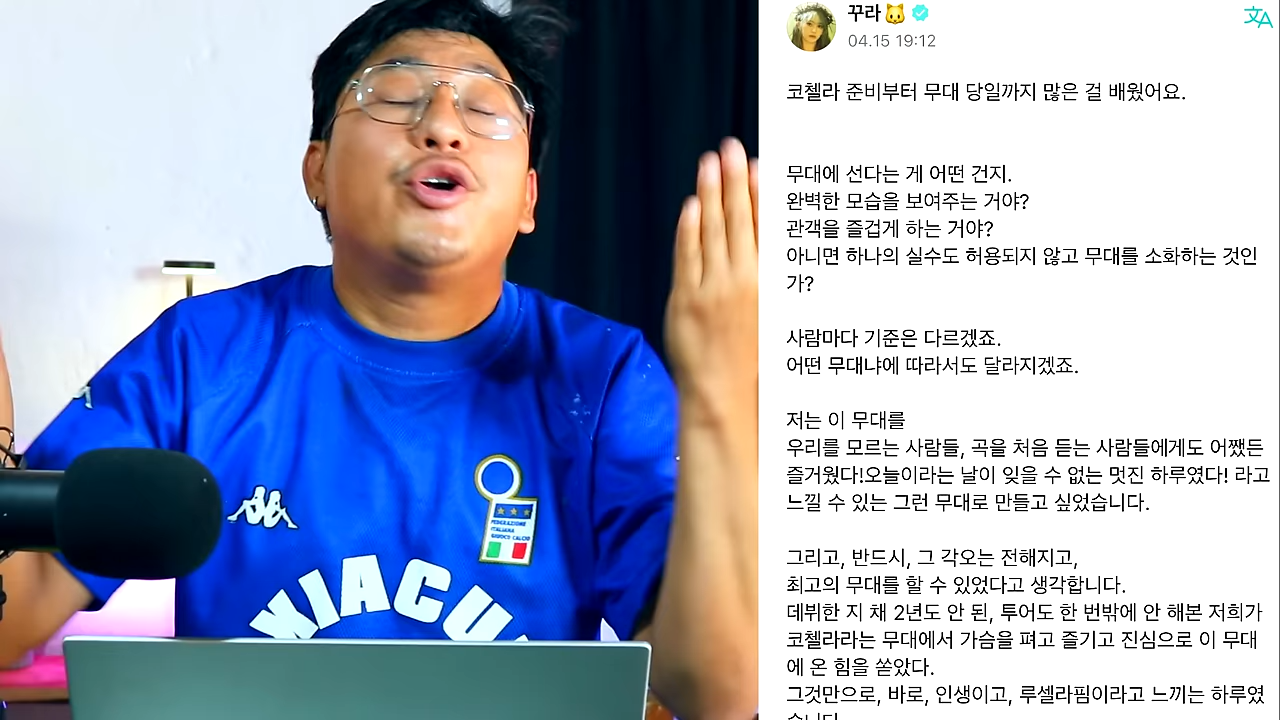 꾸라🐱
04.15 19:12
코첼라 준비부터 무대 당일까지 많은 걸 배웠어요.
무대에 선다는 게 어떤 건지.
완벽한 모습을 보여주는 거야?
관객을 즐겁게 하는 거야?
아니면 하나의 실수도 허용되지 않고 무대를 소화하는 것인
가?
사람마다 기준은 다르겠죠.
어떤 무대냐에 따라서도 달라지겠죠.
저는 이 무대를
우리를 모르는 사람들, 곡을 처음 듣는 사람들에게도 어쨌든
즐거웠다!오늘이라는 날이 잊을 수 없는 멋진 하루였다! 라고
느낄 수 있는 그런 무대로 만들고 싶었습니다.
그리고, 반드시, 그 각오는 전해지고,
최고의 무대를 할 수 있었다고 생각합니다.
데뷔한 지 채 2년도 안 된, 투어도 한 번밖에 안 해본 저희가
코첼라라는 무대에서 가슴을 펴고 즐기고 진심으로 이 무대
에 온 힘을 쏟았다.
그것만으로, 바로, 인생이고, 루셀라핌이라고 느끼는 하루였
습니다
FEDERAZIONE
ITALIANA
GIUOCO CALCIO